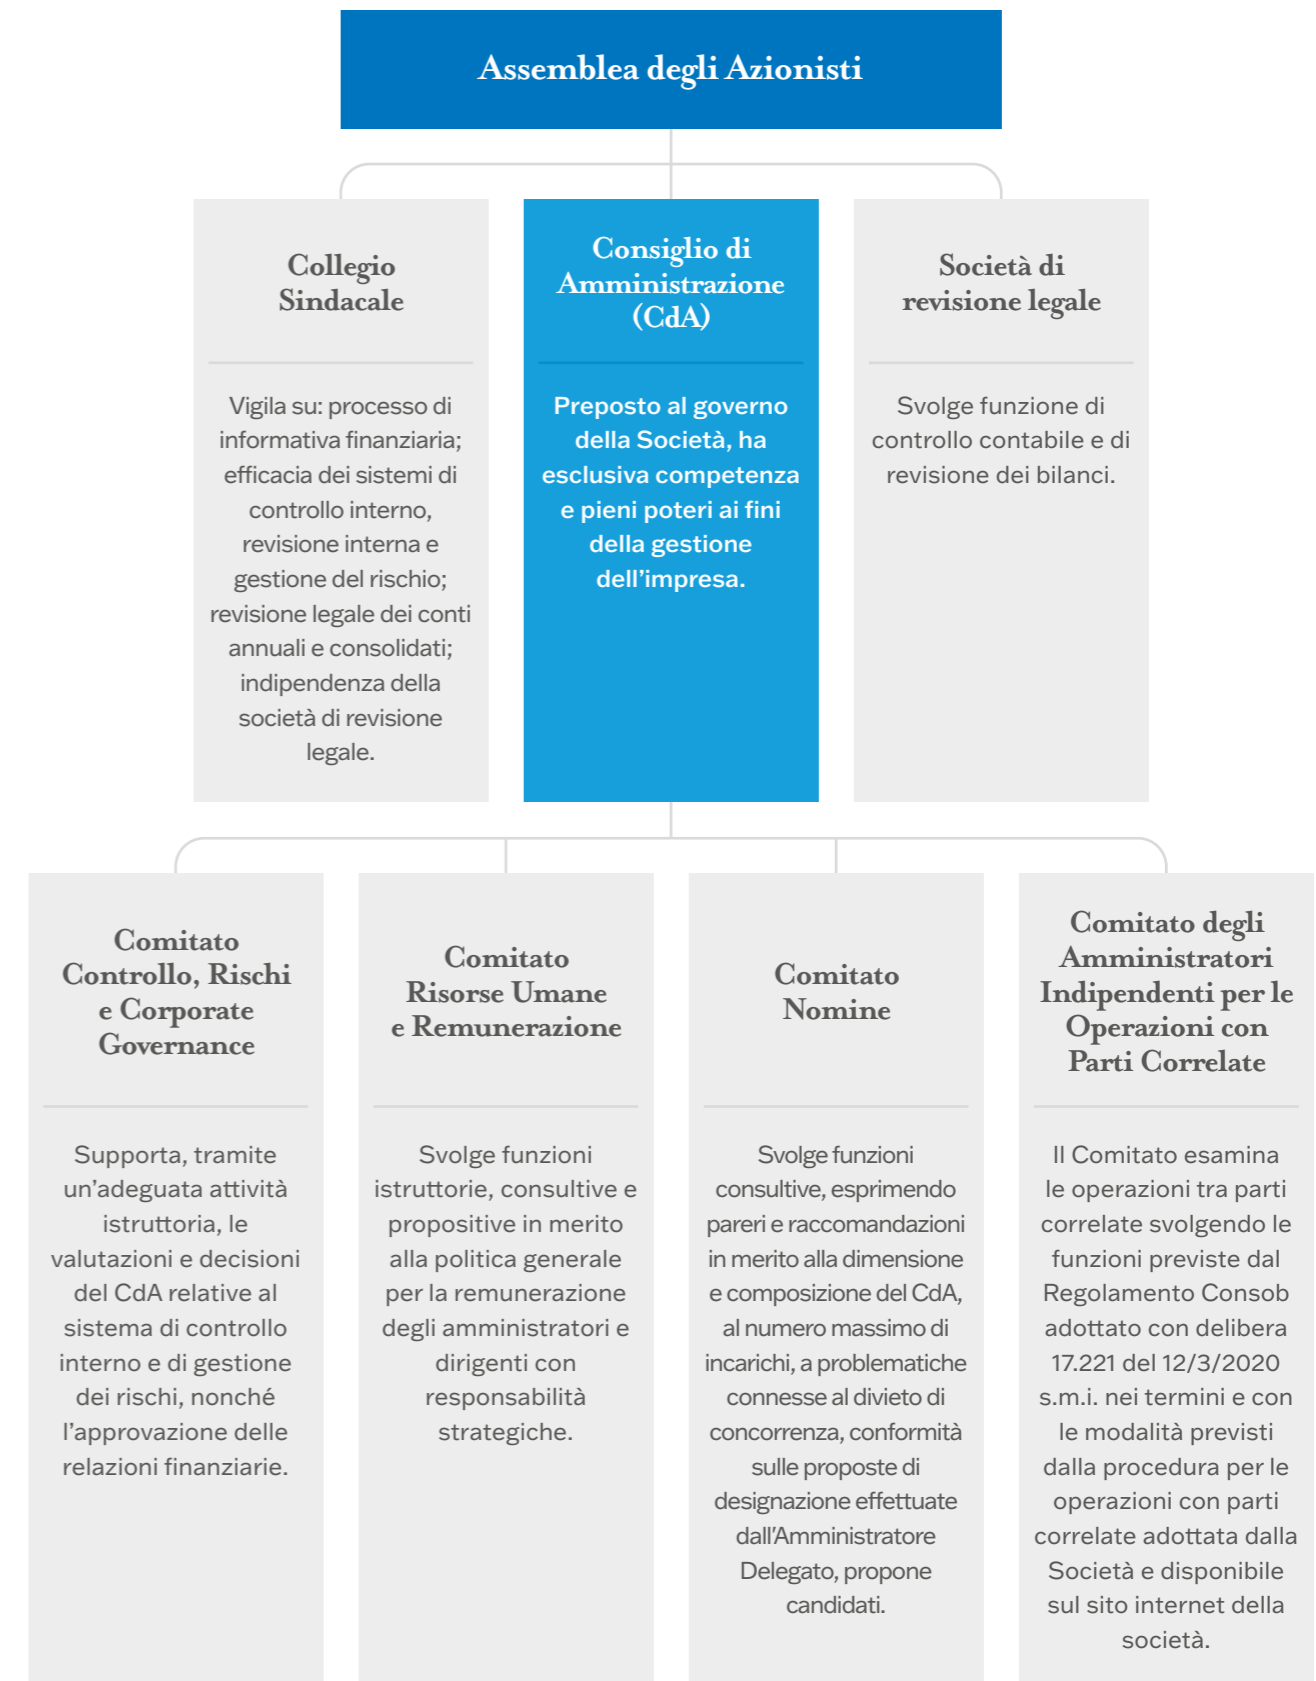 Assemblea degli Azionisti
Collegio
Sindacale
Vigila su: processo di
informativa finanziaria;
efficacia dei sistemi di
controllo interno,
revisione interna e
gestione del rischio;
revisione legale dei conti
annuali e consolidati;
indipendenza della
società di revisione
legale.
Consiglio di
Amministrazione
(CdA)
Preposto al governo
della Società, ha
esclusiva competenza
e pieni poteri ai fini
della gestione
dell'impresa.
Società di
revisione legale
Svolge funzione di
controllo contabile e di
revisione dei bilanci.
Comitato
Controllo, Rischi
e Corporate
Governance
Supporta, tramite
un'adeguata attività
istruttoria, le
valutazioni e decisioni
del CdA relative al
sistema di controllo
interno e di gestione
dei rischi, nonché
l'approvazione delle
relazioni finanziarie.
Comitato
Risorse Umane
e Remunerazione
Svolge funzioni
istruttorie, consultive e
propositive in merito
alla politica generale
per la remunerazione
degli amministratori e
dirigenti con
responsabilità
strategiche.
Comitato
Nomine
Svolge funzioni
consultive, esprimendo
pareri e raccomandazioni
in merito alla dimensione
e composizione del CdA,
al numero massimo di
incarichi, a problematiche
connesse al divieto di
concorrenza, conformità
sulle proposte di
designazione effettuate
dall'Amministratore
Delegato, propone
candidati.
Comitato degli
Amministratori
Indipendenti per le
Operazioni con
Parti Correlate
Il Comitato esamina
le operazioni tra parti
correlate svolgendo le
funzioni previste dal
Regolamento Consob
adottato con delibera
17.221 del 12/3/2020
s.m.i. nei termini e con
le modalità previsti
dalla procedura per le
operazioni con parti
correlate adottata dalla
Società e disponibile
sul sito internet della
società.